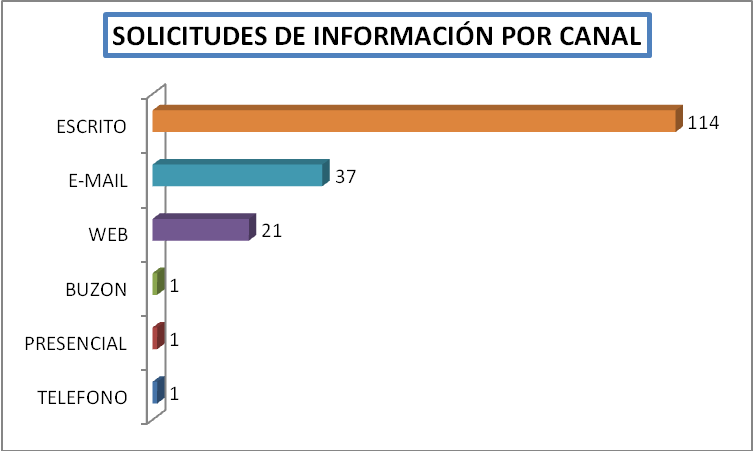 SOLICITUDES DE INFORMACIÓN POR CANAL
ESCRITO 114
E-MAIL 37
WEB 21
BUZON 1
PRESENCIAL 1
TELEFONO 1